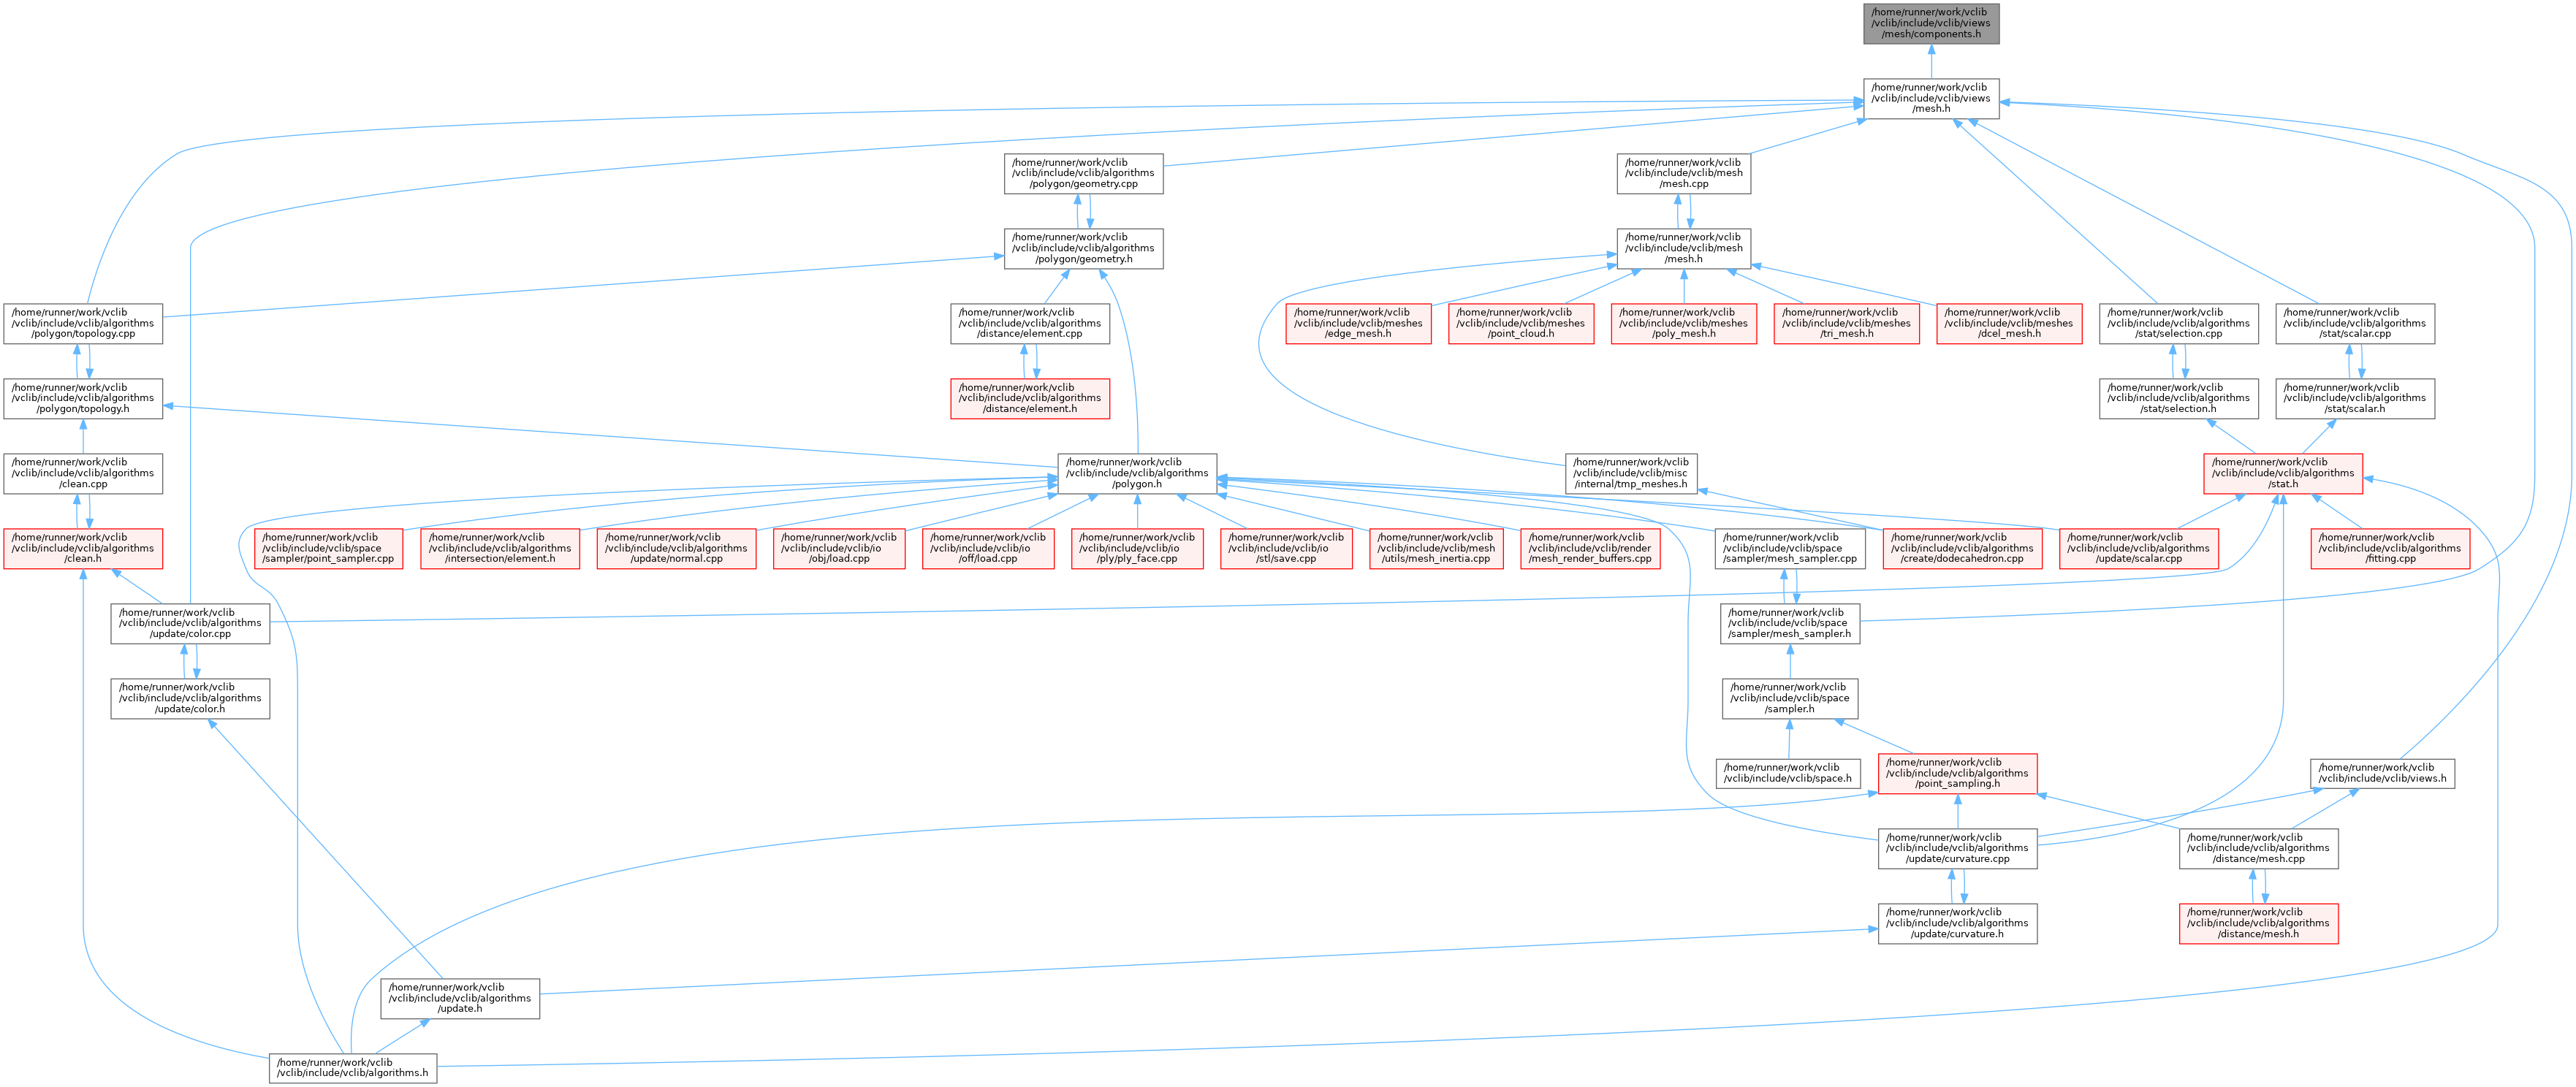 /home/runner/work/vclib
/vclib/include/vclib/views
/mesh/components.h
/home/runner/work/vclib
/vclib/include/vclib/views
/mesh.h
/home/runner/work/vclib
/vclib/include/vclib/algorithms
/polygon/geometry.cpp
/home/runner/work/vclib
/vclib/include/vclib/mesh
/mesh.cpp
/home/runner/work/vclib
/vclib/include/vclib/algorithms
/polygon/geometry.h
/home/runner/work/vclib
/vclib/include/vclib/mesh
/mesh.h
/home/runner/work/vclib
/vclib/include/vclib/algorithms
/polygon/topology.cpp
/home/runner/work/vclib
/vclib/include/vclib/algorithms
/distance/element.cpp
/home/runner/work/vclib
/vclib/include/vclib/meshes
/edge_mesh.h
/home/runner/work/vclib
/vclib/include/vclib/meshes
/point_cloud.h
/home/runner/work/vclib
/vclib/include/vclib/meshes
/poly_mesh.h
/home/runner/work/vclib
/vclib/include/vclib/meshes
/tri_mesh.h
/home/runner/work/vclib
/vclib/include/vclib/meshes
/dcel_mesh.h
/home/runner/work/vclib
/vclib/include/vclib/algorithms
/stat/selection.cpp
/home/runner/work/vclib
/vclib/include/vclib/algorithms
/stat/scalar.cpp
/home/runner/work/vclib
/vclib/include/vclib/algorithms
/polygon/topology.h
/home/runner/work/vclib
/vclib/include/vclib/algorithms
/distance/element.h
/home/runner/work/vclib
/vclib/include/vclib/algorithms
/stat/selection.h
/home/runner/work/vclib
/vclib/include/vclib/algorithms
/stat/scalar.h
/home/runner/work/vclib
/vclib/include/vclib/algorithms
/clean.cpp
/home/runner/work/vclib
/vclib/include/vclib/algorithms
/polygon.h
/home/runner/work/vclib
/vclib/include/vclib/misc
/internal/tmp_meshes.h
/home/runner/work/vclib
/vclib/include/vclib/algorithms
/stat.h
/home/runner/work/vclib
/vclib/include/vclib/algorithms
/clean.h
/home/runner/work/vclib
/vclib/include/vclib/space
/sampler/point_sampler.cpp
/home/runner/work/vclib
/vclib/include/vclib/algorithms
/intersection/element.h
/home/runner/work/vclib
/vclib/include/vclib/algorithms
/update/normal.cpp
/home/runner/work/vclib
/vclib/include/vclib/io
/obj/load.cpp
/home/runner/work/vclib
/vclib/include/vclib/io
/off/load.cpp
/home/runner/work/vclib
/vclib/include/vclib/io
/ply/ply_face.cpp
/home/runner/work/vclib
/vclib/include/vclib/io
/stl/save.cpp
/home/runner/work/vclib
/vclib/include/vclib/mesh
/utils/mesh_inertia.cpp
/home/runner/work/vclib
/vclib/include/vclib/render
/mesh_render_buffers.cpp
/home/runner/work/vclib
/vclib/include/vclib/space
/sampler/mesh_sampler.cpp
/home/runner/work/vclib
/vclib/include/vclib/algorithms
/create/dodecahedron.cpp
/home/runner/work/vclib
/vclib/include/vclib/algorithms
/update/scalar.cpp
/home/runner/work/vclib
/vclib/include/vclib/algorithms
/fitting.cpp
/home/runner/work/vclib
/vclib/include/vclib/algorithms
/update/color.cpp
/home/runner/work/vclib
/vclib/include/vclib/space
/sampler/mesh_sampler.h
/home/runner/work/vclib
/vclib/include/vclib/algorithms
/update/color.h
/home/runner/work/vclib
/vclib/include/vclib/space
/sampler.h
/home/runner/work/vclib
/vclib/include/vclib/space.h
/home/runner/work/vclib
/vclib/include/vclib/algorithms
/point_sampling.h
/home/runner/work/vclib
/vclib/include/vclib/views.h
/home/runner/work/vclib
/vclib/include/vclib/algorithms
/update/curvature.cpp
/home/runner/work/vclib
/vclib/include/vclib/algorithms
/distance/mesh.cpp
/home/runner/work/vclib
/vclib/include/vclib/algorithms
/update/curvature.h
/home/runner/work/vclib
/vclib/include/vclib/algorithms
/distance/mesh.h
/home/runner/work/vclib
/vclib/include/vclib/algorithms
/update.h
/home/runner/work/vclib
/vclib/include/vclib/algorithms.h